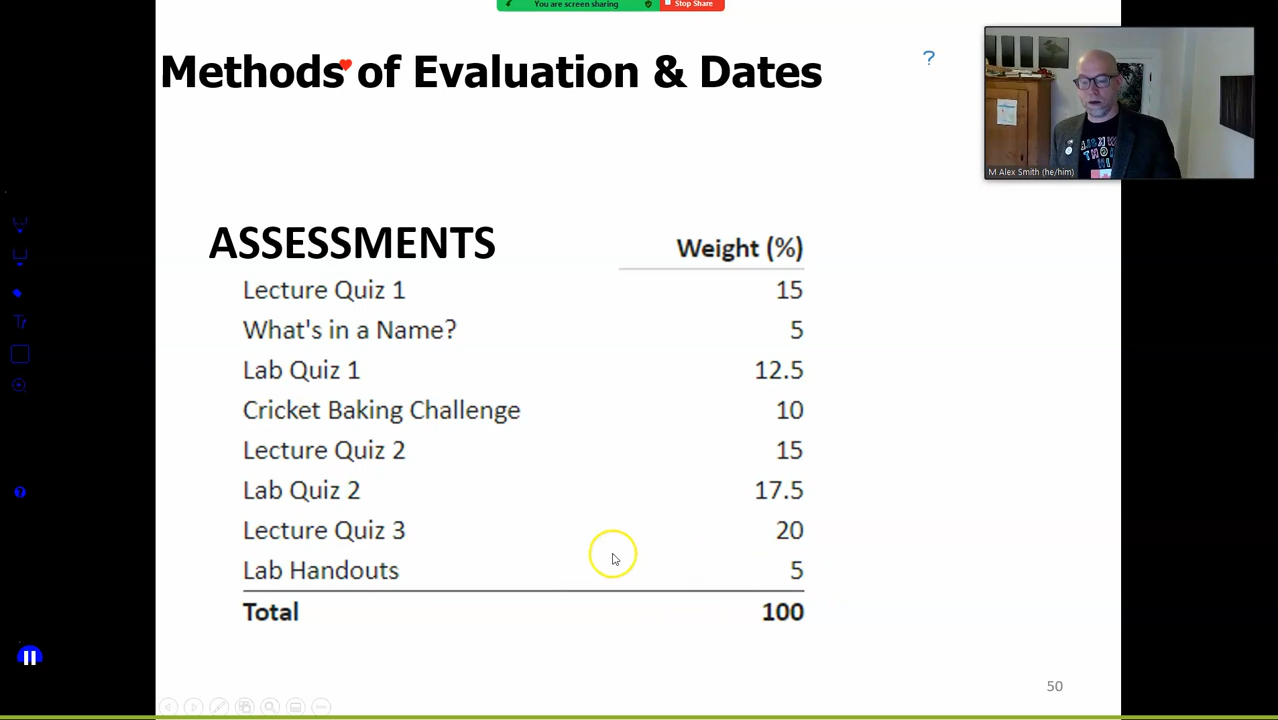 You are screen sharing Stop Share
Methods of Evaluation & Dates
?
M Alex Smith (he/him)
ASSESSMENTS Weight (%)
Lecture Quiz 1 15
What's in a Name? 5
Lab Quiz 1 12.5
Cricket Baking Challenge 10
Lecture Quiz 2 15
Lab Quiz 2 17.5
Lecture Quiz 3 20
Lab Handouts 5
Total 100
50